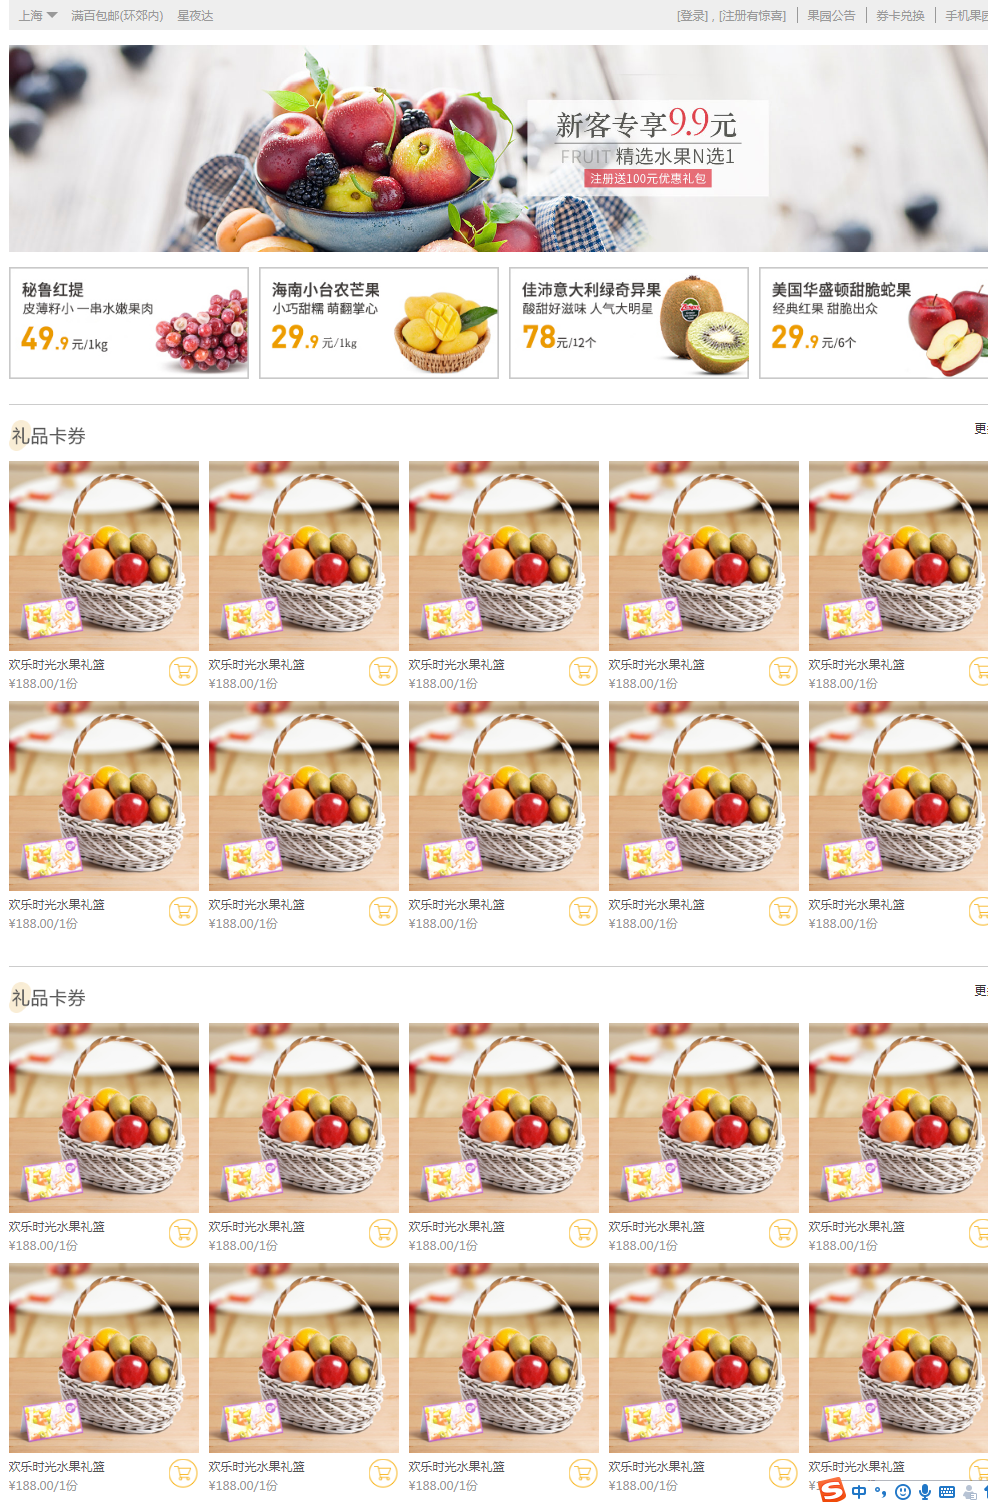 上海 满百包邮(环郊内) 星夜达 [登录] , [注册有惊喜] 果园公告 券卡兑换 手机果园
新客专享9.9元
FRUIT 精选水果N选1
注册送100元优惠礼包
秘鲁红提
皮薄籽小 一串水嫩果肉
49.9 元/1kg
海南小台农芒果
小巧甜糯 萌翻掌心
29.9 元/1kg
佳沛意大利绿奇异果
酸甜好滋味 人气大明星
78元/12个
美国华盛顿甜脆蛇果
经典红果 甜脆出众
29.9 元/6个
礼品卡券 更
欢乐时光水果礼篮 欢乐时光水果礼篮 欢乐时光水果礼篮 欢乐时光水果礼篮 欢乐时光水果礼篮
¥188.00/1份 ¥188.00/1份 ¥188.00/1份 ¥188.00/1份 ¥188.00/1份
欢乐时光水果礼篮 欢乐时光水果礼篮 欢乐时光水果礼篮 欢乐时光水果礼篮 欢乐时光水果礼篮
¥188.00/1份 ¥188.00/1份 ¥188.00/1份 ¥188.00/1份 ¥188.00/1份
礼品卡券 更
欢乐时光水果礼篮 欢乐时光水果礼篮 欢乐时光水果礼篮 欢乐时光水果礼篮 欢乐时光水果礼篮
¥188.00/1份 ¥188.00/1份 ¥188.00/1份 ¥188.00/1份 ¥188.00/1份
欢乐时光水果礼篮 欢乐时光水果礼篮 欢乐时光水果礼篮 欢乐时光水果礼篮 欢乐时光水果礼篮
¥188.00/1份 ¥188.00/1份 ¥188.00/1份 ¥188.00/1份 ¥1
S 中